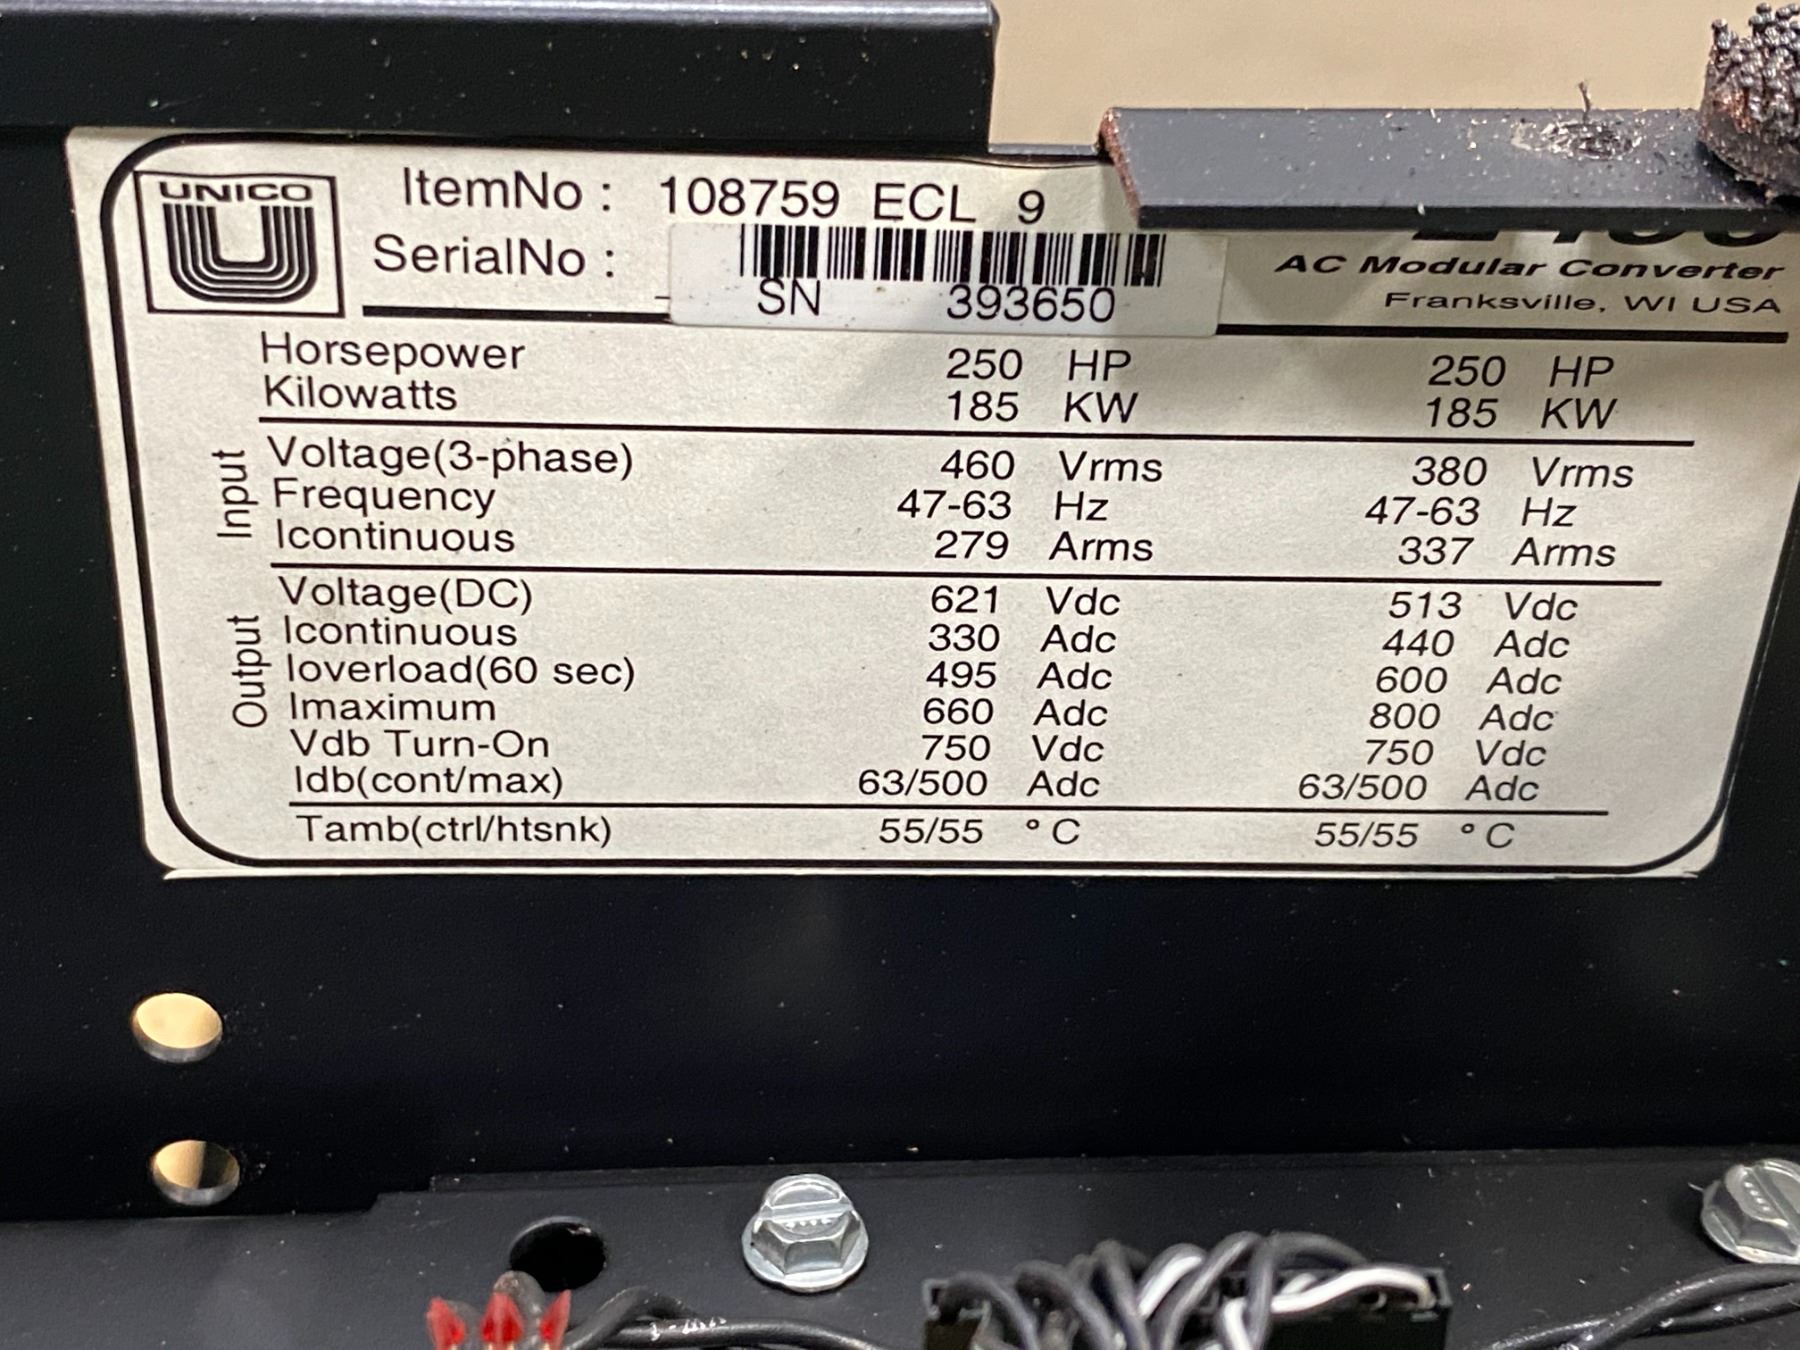 UNICO
ItemNo : 108759 ECL 9
SerialNo :
SN 393650
AC Modular Converter
Franksville, WI USA
Horsepower 250 HP 250 HP
Kilowatts 185 KW 185 KW
Input
Voltage(3-phase) 460 Vrms 380 Vrms
Frequency 47-63 Hz 47-63 Hz
Icontinuous 279 Arms 337 Arms
Output
Voltage(DC) 621 Vdc 513 Vdc
Icontinuous 330 Adc 440 Adc
Ioverload(60 sec) 495 Adc 600 Adc
Imaximum 660 Adc 800 Adc
Vdb Turn-On 750 Vdc 750 Vdc
Idb(cont/max) 63/500 Adc 63/500 Adc
Tamb(ctrl/htsnk) 55/55 °C 55/55 °C